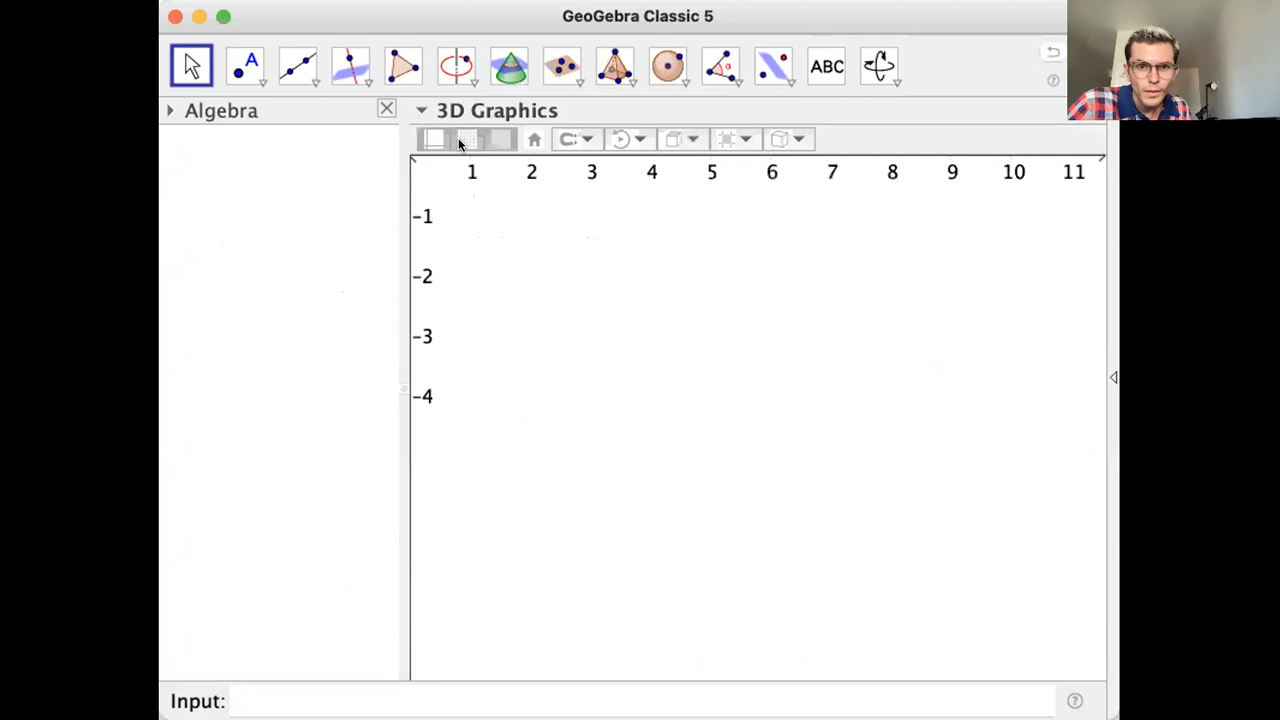 GeoGebra Classic 5
A
α
ABC
Algebra
3D Graphics
1 2 3 4 5 6 7 8 9 10 11
-1
-2
-3
-4
Input: